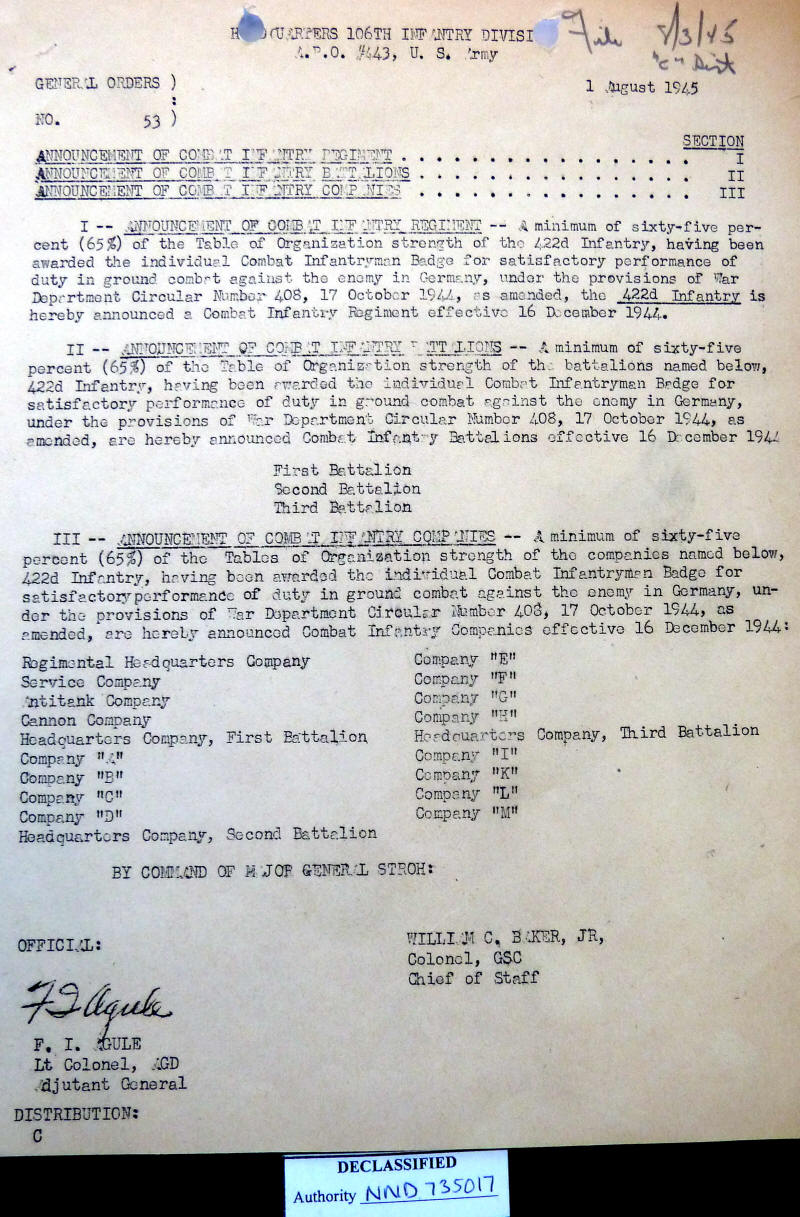 HEADQUARTERS 106TH INFANTRY DIVISION
A.P.O. #443, U. S. Army
File 8/3/45
"C" Dist
GENERAL ORDERS )
:
NO. 53 )
1 August 1945
SECTION
ANNOUNCEMENT OF COMBAT INFANTRY REGIMENT . . . . . . . . . . . . . . . . . . I
ANNOUNCEMENT OF COMBAT INFANTRY BATTALIONS . . . . . . . . . . . . . . . . . II
ANNOUNCEMENT OF COMBAT INFANTRY COMPANIES . . . . . . . . . . . . . . . . . III
I -- ANNOUNCEMENT OF COMBAT INFANTRY REGIMENT -- A minimum of sixty-five per-
cent (65%) of the Table of Organization strength of the 422d Infantry, having been
awarded the individual Combat Infantryman Badge for satisfactory performance of
duty in ground combat against the enemy in Germany, under the provisions of War
Department Circular Number 408, 17 October 1944, as amended, the 422d Infantry is
hereby announced a Combat Infantry Regiment effective 16 December 1944.
II -- ANNOUNCEMENT OF COMBAT INFANTRY BATTALIONS -- A minimum of sixty-five
percent (65%) of the Table of Organization strength of the battalions named below,
422d Infantry, having been awarded the individual Combat Infantryman Badge for
satisfactory performance of duty in ground combat against the enemy in Germany,
under the provisions of War Department Circular Number 408, 17 October 1944, as
amended, are hereby announced Combat Infantry Battalions effective 16 December 1944
First Battalion
Second Battalion
Third Battalion
III -- ANNOUNCEMENT OF COMBAT INFANTRY COMPANIES -- A minimum of sixty-five
percent (65%) of the Tables of Organization strength of the companies named below,
422d Infantry, having been awarded the individual Combat Infantryman Badge for
satisfactory performance of duty in ground combat against the enemy in Germany, un-
der the provisions of War Department Circular Number 408, 17 October 1944, as
amended, are hereby announced Combat Infantry Companies effective 16 December 1944:
Regimental Headquarters Company
Service Company
Antitank Company
Cannon Company
Headquarters Company, First Battalion
Company "A"
Company "B"
Company "C"
Company "D"
Headquarters Company, Second Battalion
Company "E"
Company "F"
Company "G"
Company "H"
Headquarters Company, Third Battalion
Company "I"
Company "K"
Company "L"
Company "M"
BY COMMAND OF MAJOR GENERAL STROH:
OFFICIAL:
WILLIAM C. BAKER, JR,
Colonel, GSC
Chief of Staff
F I Agule
F. I. AGULE
Lt Colonel, AGD
Adjutant General
DISTRIBUTION:
C
DECLASSIFIED
Authority NND 735017